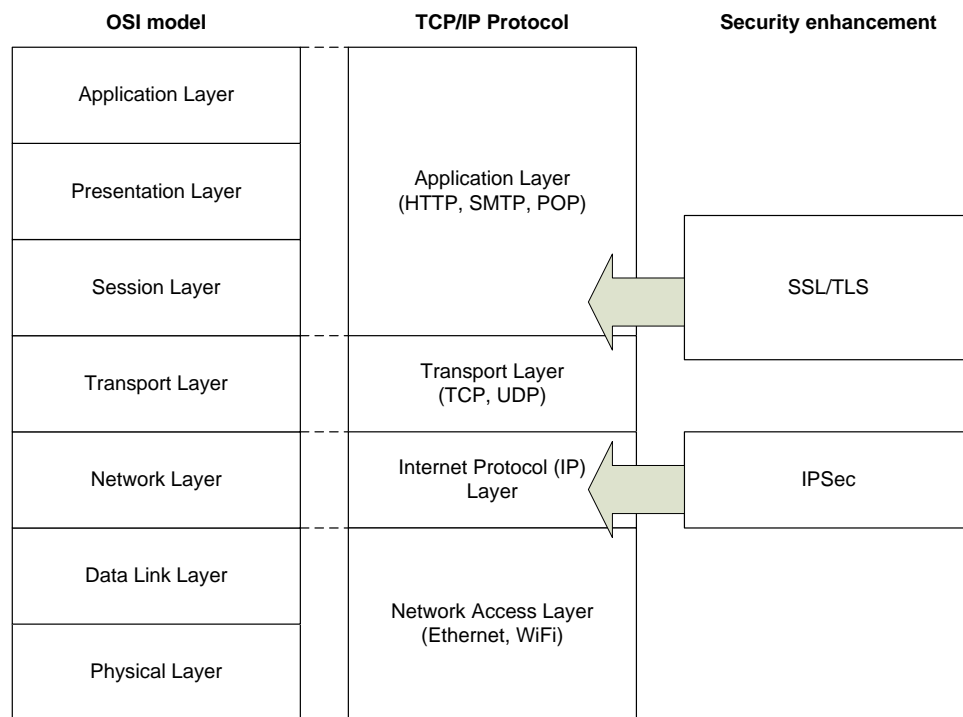 OSI model
TCP/IP Protocol
Security enhancement
Application Layer
Presentation Layer
Session Layer
Transport Layer
Network Layer
Data Link Layer
Physical Layer
Application Layer
(HTTP, SMTP, POP)
Transport Layer
(TCP, UDP)
Internet Protocol (IP)
Layer
Network Access Layer
(Ethernet, WiFi)
SSL/TLS
IPSec